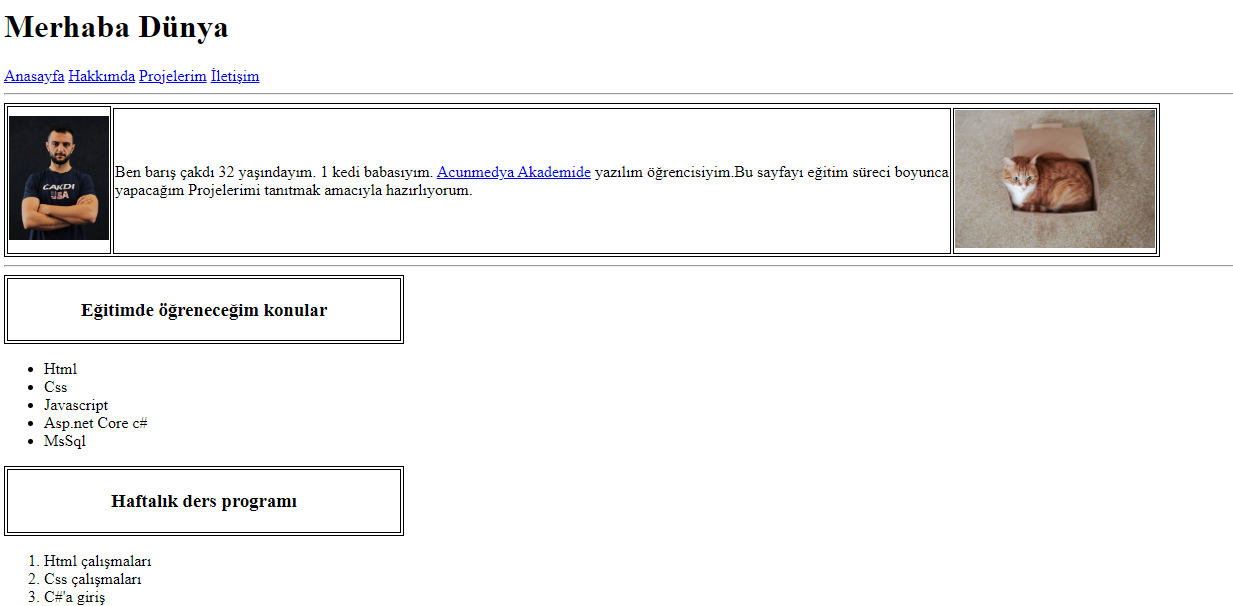 Merhaba Dünya
Anasayfa Hakkımda Projelerim İletişim
CAKDI
USA
Ben barış çakdı 32 yaşındayım. 1 kedi babasıyım. Acunmedya Akademide yazılım öğrencisiyim.Bu sayfayı eğitim süreci boyunca
yapacağım Projelerimi tanıtmak amacıyla hazırlıyorum.
Eğitimde öğreneceğim konular
Html
Css
Javascript
Asp.net Core c#
MsSql
Haftalık ders programı
1. Html çalışmaları
2. Css çalışmaları
3. C#'a giriş